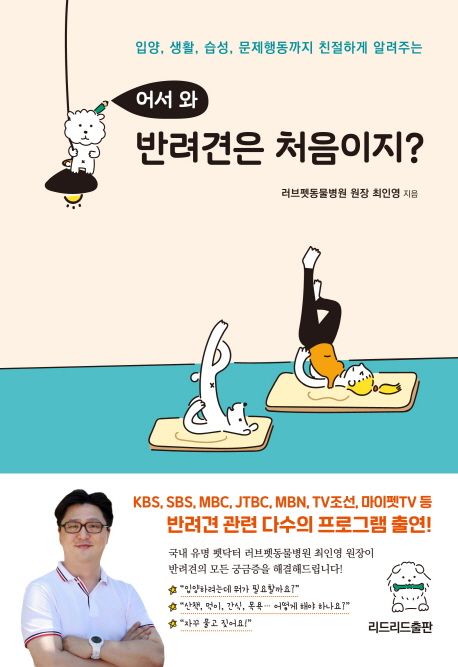 입양, 생활, 습성, 문제행동까지 친절하게 알려주는
어서 와
반려견은 처음이지?
러브펫동물병원 원장 최인영 지음
KBS, SBS, MBC, JTBC, MBN, TV조선, 마이펫TV 등
반려견 관련 다수의 프로그램 출연!
국내 유명 펫닥터 러브펫동물병원 최인영 원장이
반려견의 모든 궁금증을 해결해드립니다!
"입양하려는데 뭐가 필요할까요?"
"산책, 먹이, 간식, 목욕… 어떻게 해야 하나요?"
"자꾸 물고 짖어요!"
리드리드출판